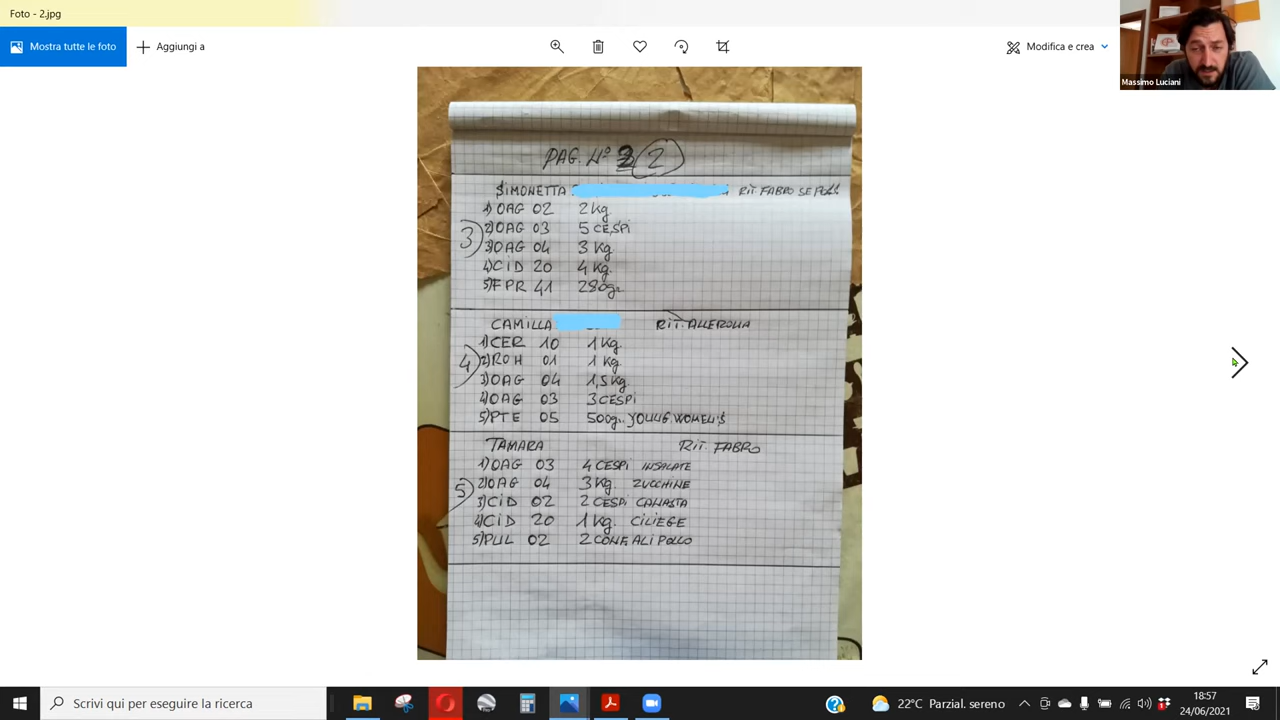 Foto - 2.jpg
Mostra tutte le foto
Aggiungi a
Modifica e crea
Massimo Luciani
PAG. N° 2 2
SIMONETTA RIT FABRO SE POSS
3)
1) OAG 02 2 Kg
2) OAG 03 5 CESPI
3) OAG 04 3 Kg
4) CID 20 4 Kg.
5) FPR 41 280gr.
CAMILLA RIT. ALLERONA
4)
1) CER 10 1 Kg.
2) ROH 01 1 Kg.
3) OAG 04 1,5 Kg.
4) OAG 03 3 CESPI
5) PTE 05 500gr.
TAMARA RIT. FABRO
5)
1) OAG 03 4 CESPI INSALATE
2) OAG 04 3 Kg. ZUCCHINE
3) CID 02 2 CESPI CANASTA
4) CID 20 1 Kg. CILIEGE
5) PUL 02 2 CONF. ALI POLLO
Scrivi qui per eseguire la ricerca
22°C Parzial. sereno
18:57
24/06/2021